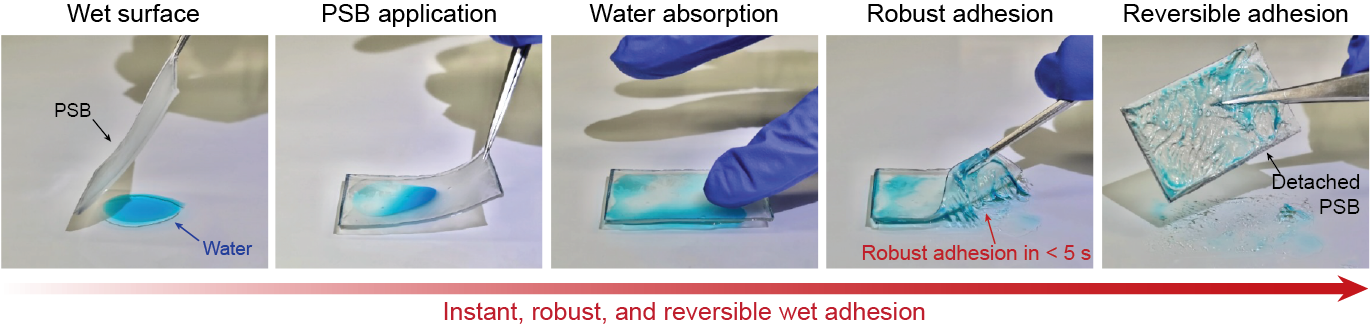 Wet surface
PSB application
Water absorption
Robust adhesion
Reversible adhesion
PSB
Water
Robust adhesion in < 5 s
Detached
PSB
Instant, robust, and reversible wet adhesion